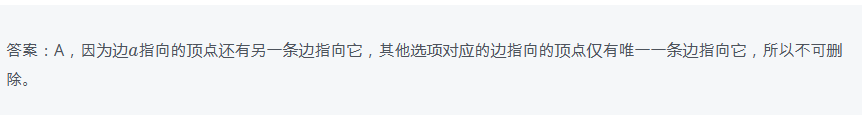 答案：A，因为边a指向的顶点还有另一条边指向它，其他选项对应的边指向的顶点仅有唯一一条边指向它，所以不可删
除。